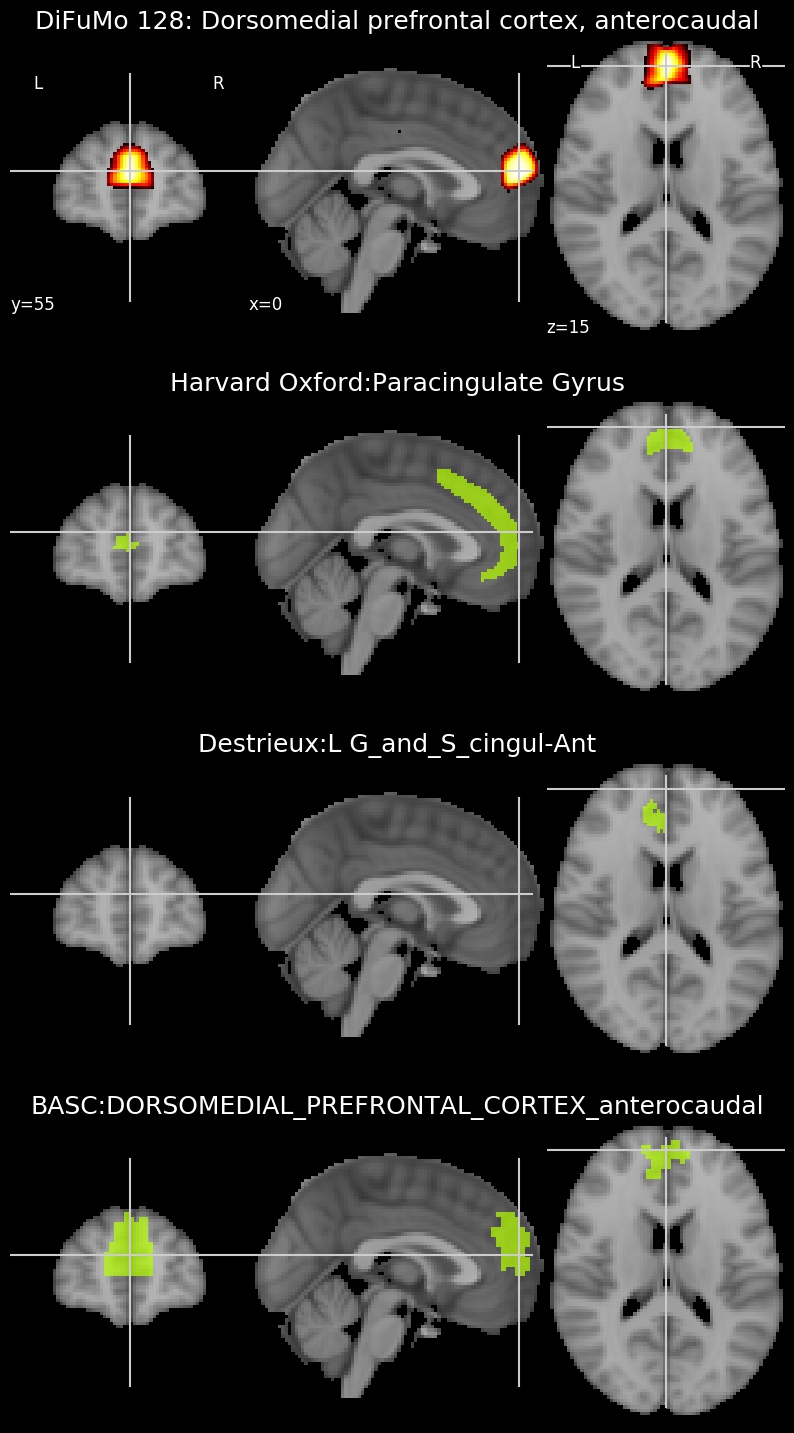 DiFuMo 128: Dorsomedial prefrontal cortex, anterocaudal
L R L R
y=55 x=0 z=15
Harvard Oxford:Paracingulate Gyrus
Destrieux:L G_and_S_cingul-Ant
BASC:DORSOMEDIAL_PREFRONTAL_CORTEX_anterocaudal